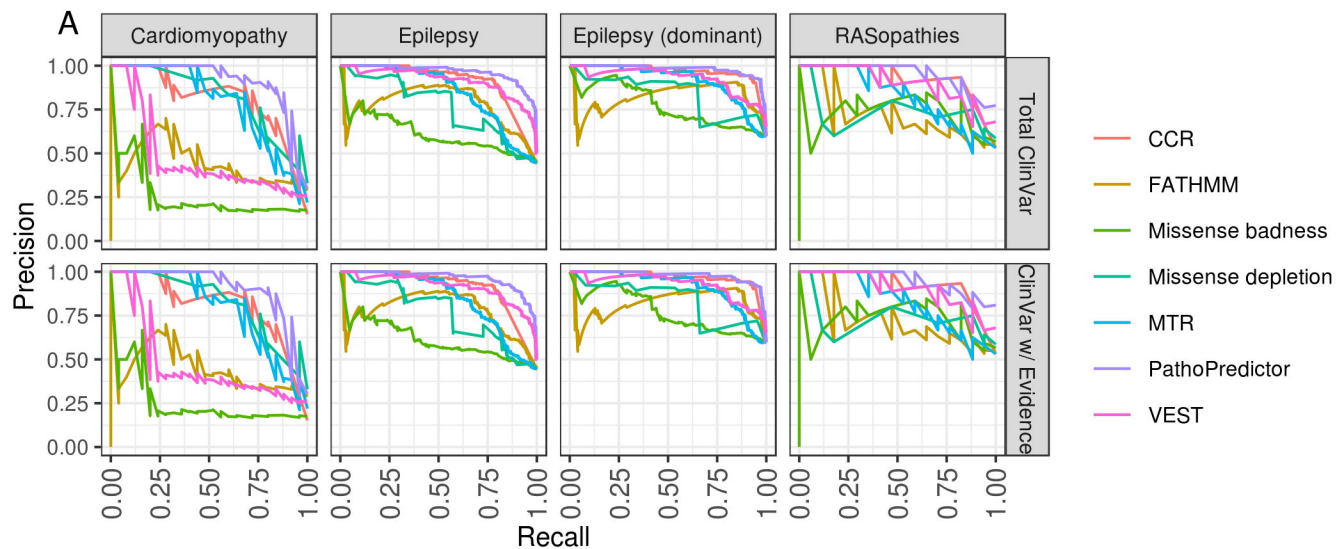 A
Cardiomyopathy
Epilepsy
Epilepsy (dominant)
RASopathies
Precision
1.00
0.75
0.50
0.25
0.00
Total ClinVar
1.00
0.75
0.50
0.25
0.00
ClinVar w/ Evidence
0.00 0.25 0.50 0.75 1.00
0.00 0.25 0.50 0.75 1.00
0.00 0.25 0.50 0.75 1.00
0.00 0.25 0.50 0.75 1.00
Recall
CCR
FATHMM
Missense badness
Missense depletion
MTR
PathoPredictor
VEST